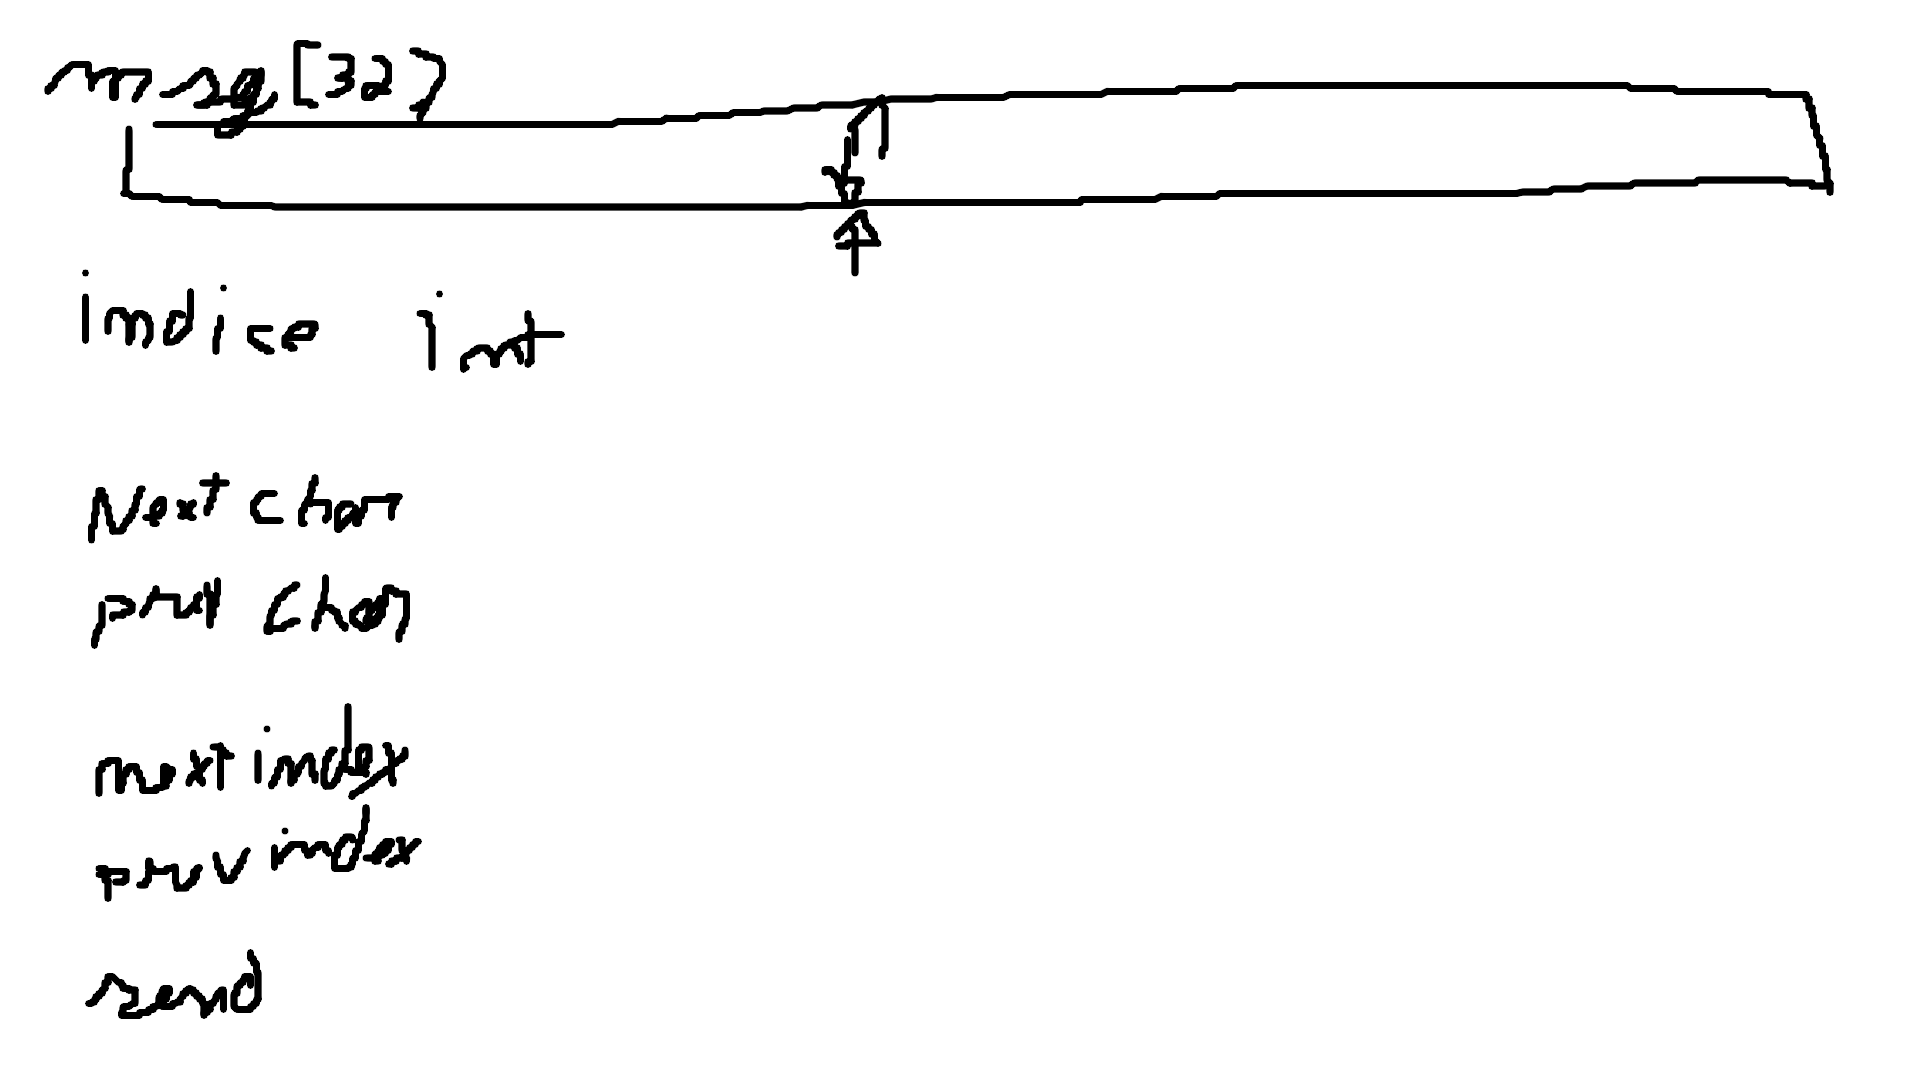 msg[32]
indice int
Next char
prev char
next index
prev index
send